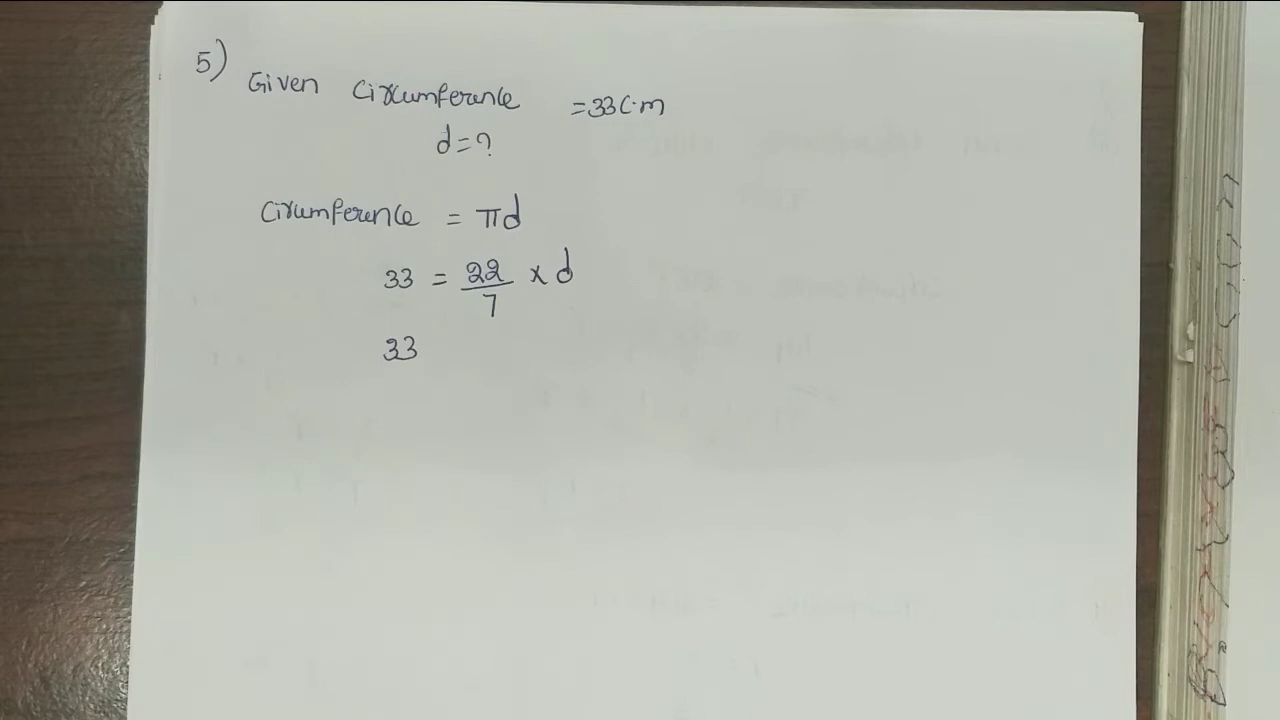 5)
Given Circumference = 33 C.m
d = ?
Circumference = πd
33 = 22/7 × d
33